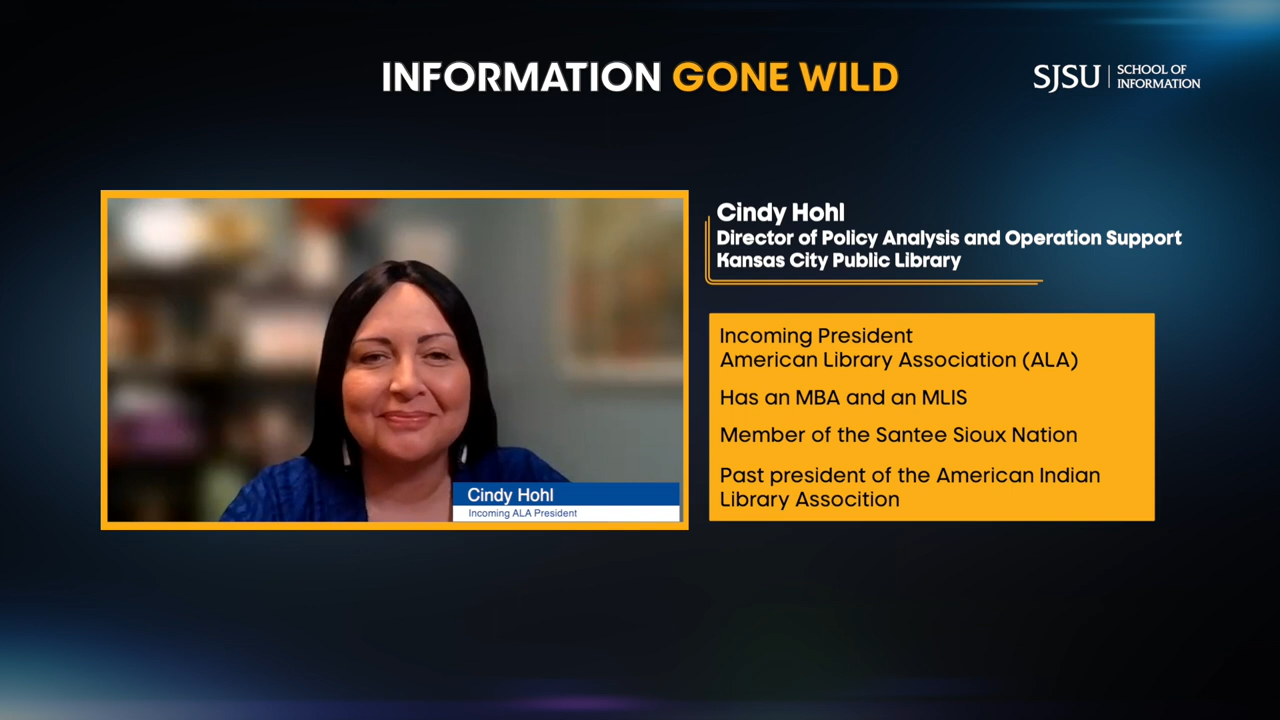 INFORMATION GONE WILD
SJSU
SCHOOL OF
INFORMATION
Cindy Hohl
Director of Policy Analysis and Operation Support
Kansas City Public Library
Incoming President
American Library Association (ALA)
Has an MBA and an MLIS
Member of the Santee Sioux Nation
Past president of the American Indian
Library Assocition
Cindy Hohl
Incoming ALA President